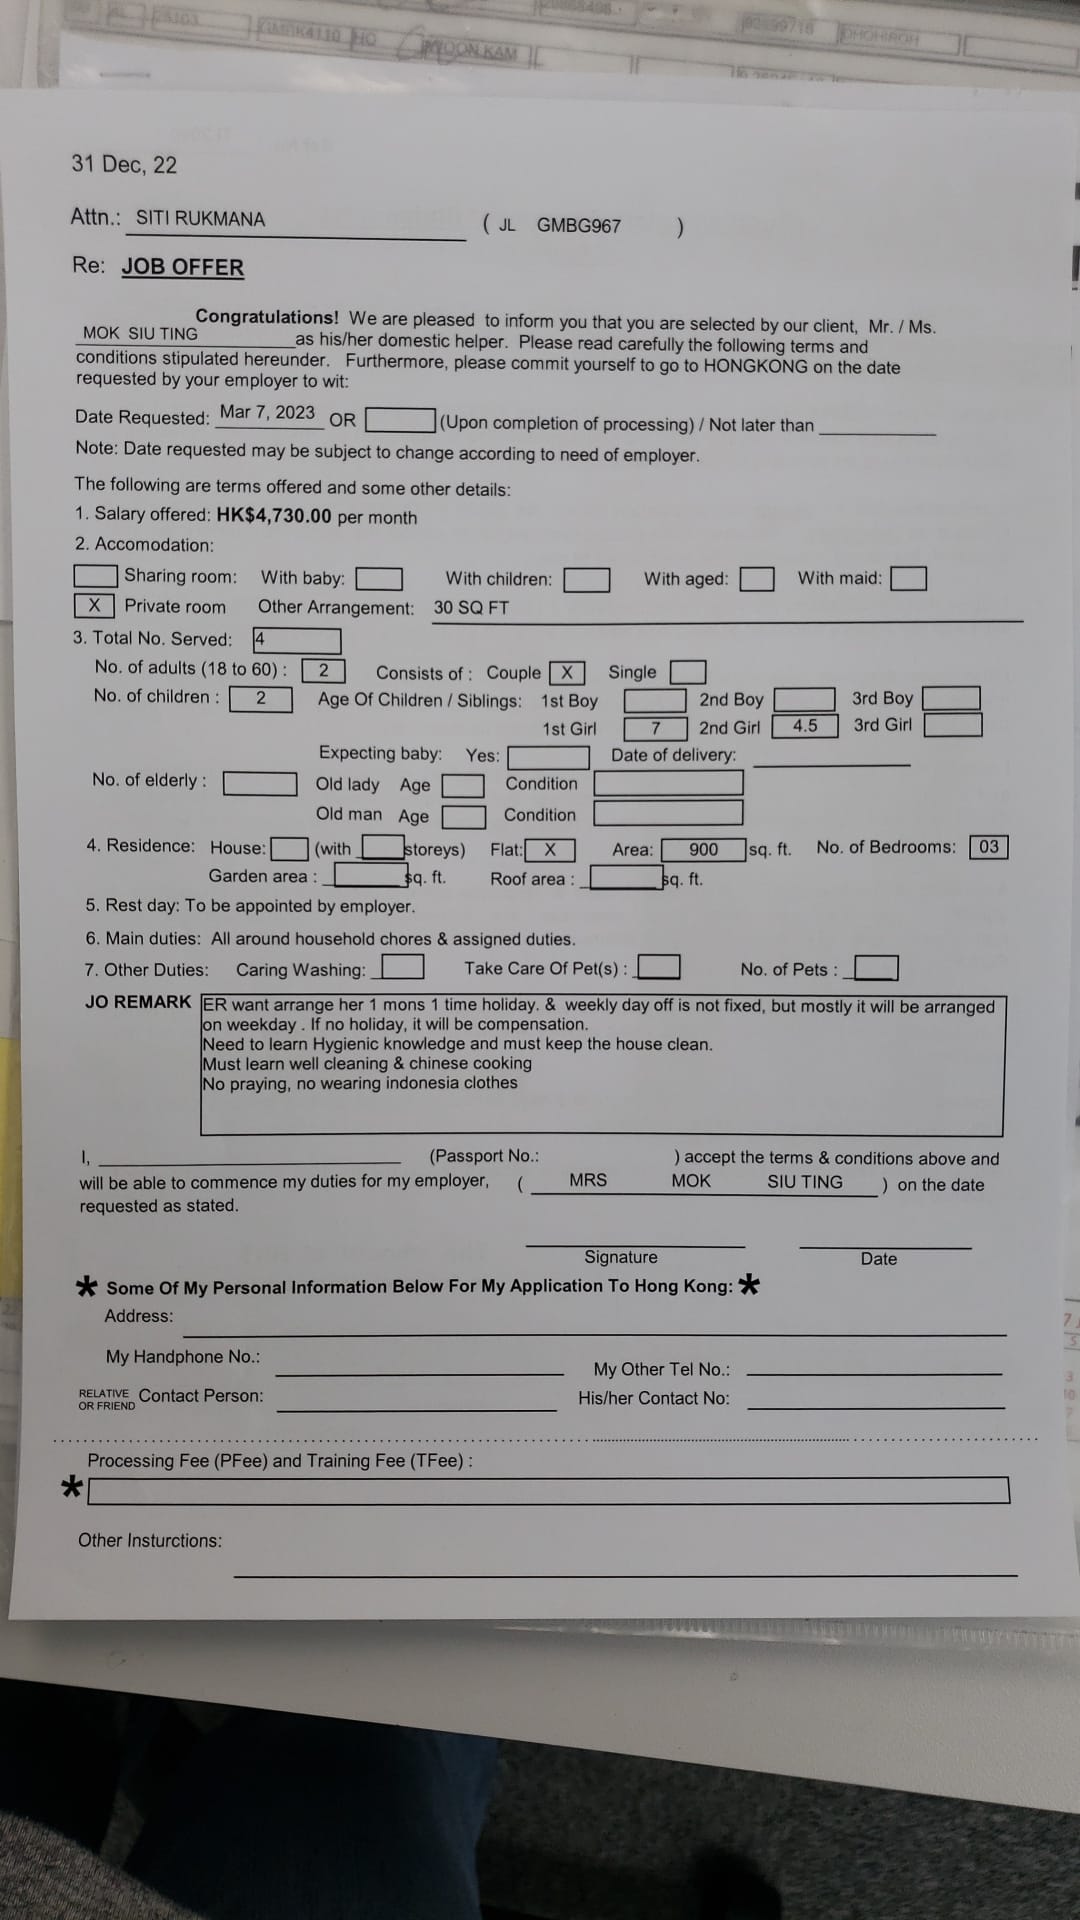 GMRK4110 HQ MOON KAM
31 Dec, 22
Attn.: SITI RUKMANA ( JL GMBG967 )
Re: JOB OFFER
Congratulations! We are pleased to inform you that you are selected by our client, Mr. / Ms.
MOK SIU TING as his/her domestic helper. Please read carefully the following terms and
conditions stipulated hereunder. Furthermore, please commit yourself to go to HONGKONG on the date
requested by your employer to wit:
Date Requested: Mar 7, 2023 OR (Upon completion of processing) / Not later than
Note: Date requested may be subject to change according to need of employer.
The following are terms offered and some other details:
1. Salary offered: HK$4,730.00 per month
2. Accomodation:
Sharing room: With baby: With children: With aged: With maid:
X Private room Other Arrangement: 30 SQ FT
3. Total No. Served: 4
No. of adults (18 to 60) : 2 Consists of : Couple X Single
No. of children : 2 Age Of Children / Siblings: 1st Boy 2nd Boy 3rd Boy
1st Girl 7 2nd Girl 4.5 3rd Girl
Expecting baby: Yes: Date of delivery:
No. of elderly : Old lady Age Condition
Old man Age Condition
4. Residence: House: (with storeys) Flat: X Area: 900 sq. ft. No. of Bedrooms: 03
Garden area : sq. ft. Roof area : sq. ft.
5. Rest day: To be appointed by employer.
6. Main duties: All around household chores & assigned duties.
7. Other Duties: Caring Washing: Take Care Of Pet(s) : No. of Pets :
JO REMARK ER want arrange her 1 mons 1 time holiday. & weekly day off is not fixed, but mostly it will be arranged
on weekday . If no holiday, it will be compensation.
Need to learn Hygienic knowledge and must keep the house clean.
Must learn well cleaning & chinese cooking
No praying, no wearing indonesia clothes
I, (Passport No.: ) accept the terms & conditions above and
will be able to commence my duties for my employer, ( MRS MOK SIU TING ) on the date
requested as stated.
Signature Date
* Some Of My Personal Information Below For My Application To Hong Kong: *
Address:
My Handphone No.: My Other Tel No.:
RELATIVE OR FRIEND Contact Person: His/her Contact No:
Processing Fee (PFee) and Training Fee (TFee) :
*
Other Insturctions: